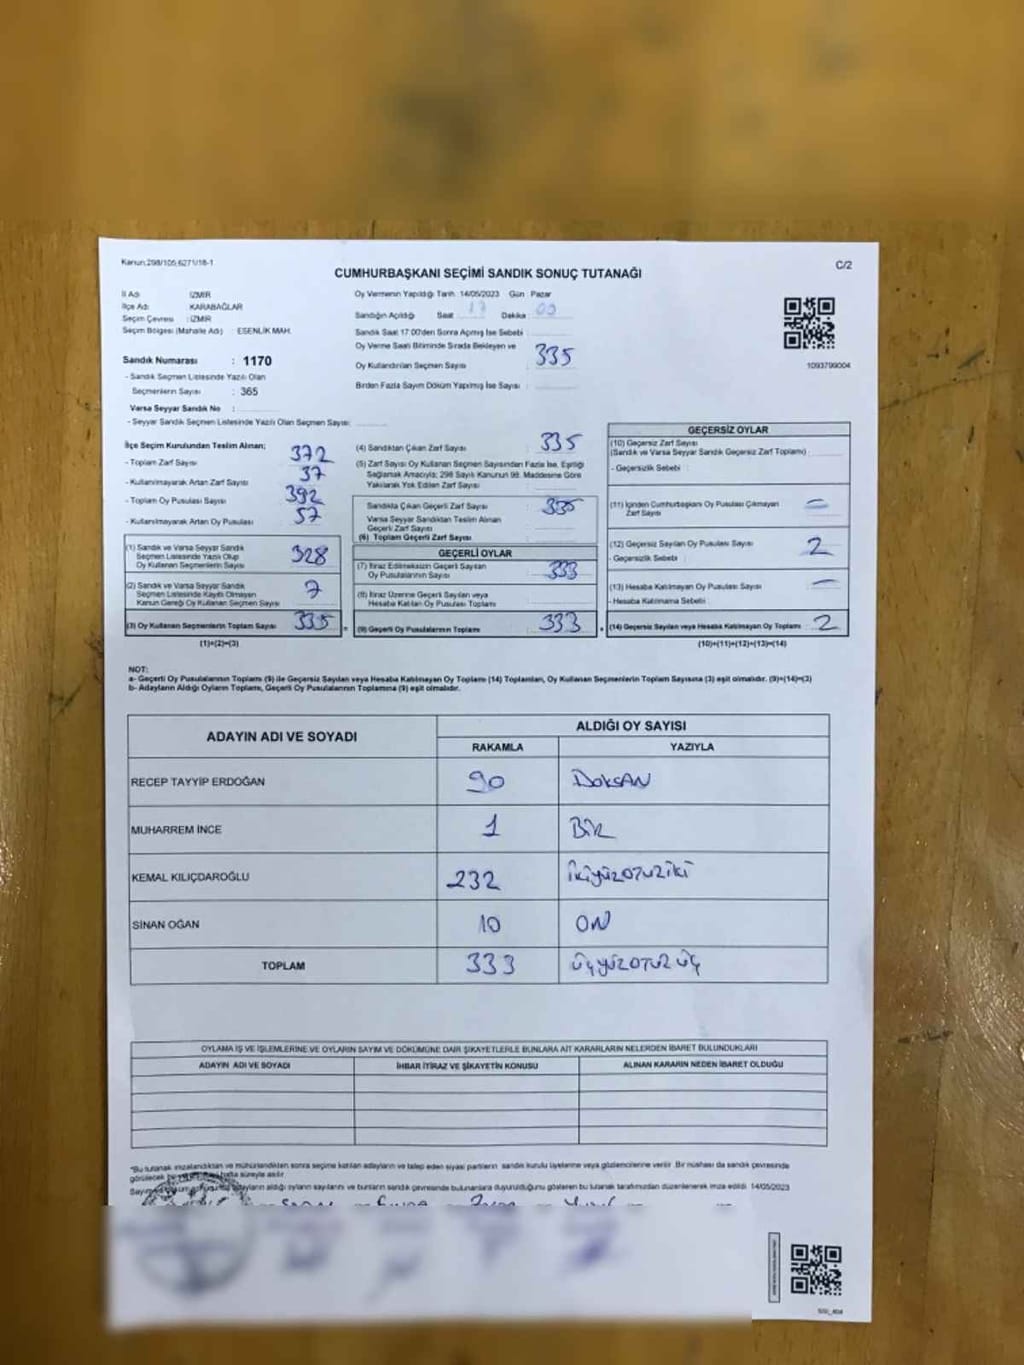 Kanun:298/105,6271/18-1
C/2
CUMHURBAŞKANI SEÇİMİ SANDIK SONUÇ TUTANAĞI
İl Adı : İZMİR
İlçe Adı : KARABAĞLAR
Seçim Çevresi : İZMİR
Seçim Bölgesi (Mahalle Adı) : ESENLİK MAH.
Oy Vermenin Yapıldığı Tarih :14/05/2023 Gün : Pazar
Sandığın Açıldığı Saat : 17 Dakika : 00
Sandık Saat 17:00'den Sonra Açmış İse Sebebi :
Oy Verme Saati Bitiminde Sırada Bekleyen ve
Oy Kullandırılan Seçmen Sayısı : 335
Birden Fazla Sayım Döküm Yapılmış İse Sayısı :
1093799004
Sandık Numarası : 1170
- Sandık Seçmen Listesinde Yazılı Olan
Seçmenlerin Sayısı : 365
Varsa Seyyar Sandık No :
- Seyyar Sandık Seçmen Listesinde Yazılı Olan Seçmen Sayısı :
İlçe Seçim Kurulundan Teslim Alınan;
- Toplam Zarf Sayısı 372
- Kullanılmayarak Artan Zarf Sayısı 37
- Toplam Oy Pusulası Sayısı 392
- Kullanılmayarak Artan Oy Pusulası 57
(1) Sandık ve Varsa Seyyar Sandık
Seçmen Listesinde Yazılı Olup
Oy Kullanan Seçmenlerin Sayısı 328
(2) Sandık ve Varsa Seyyar Sandık
Seçmen Listesinde Kayıtlı Olmayan
Kanun Gereği Oy Kullanan Seçmen Sayısı 7
(3) Oy Kullanan Seçmenlerin Toplam Sayısı 335
(1)+(2)=(3)
(4) Sandıktan Çıkan Zarf Sayısı : 335
(5) Zarf Sayısı Oy Kullanan Seçmen Sayısından Fazla İse, Eşitliği
Sağlamak Amacıyla; 298 Sayılı Kanunun 98. Maddesine Göre
Yakılarak Yok Edilen Zarf Sayısı :
Sandıkta Çıkan Geçerli Zarf Sayısı : 335
Varsa Seyyar Sandıktan Teslim Alınan
Geçerli Zarf Sayısı :
(6) Toplam Geçerli Zarf Sayısı :
GEÇERLİ OYLAR
(7) İtiraz Edilmeksizin Geçerli Sayılan
Oy Pusulalarının Sayısı : 333
(8) İtiraz Üzerine Geçerli Sayılan veya
Hesaba Katılan Oy Pusulası Toplamı :
(9) Geçerli Oy Pusulalarının Toplamı : 333
GEÇERSİZ OYLAR
(10) Geçersiz Zarf Sayısı
(Sandık ve Varsa Seyyar Sandık Geçersiz Zarf Toplamı) :
- Geçersizlik Sebebi :
(11) İçinden Cumhurbaşkanı Oy Pusulası Çıkmayan
Zarf Sayısı :
(12) Geçersiz Sayılan Oy Pusulası Sayısı : 2
- Geçersizlik Sebebi :
(13) Hesaba Katılmayan Oy Pusulası Sayısı : –
- Hesaba Katılmama Sebebi :
(14) Geçersiz Sayılan veya Hesaba Katılmayan Oy Toplamı : 2
(10)+(11)+(12)+(13)=(14)
NOT:
a- Geçerli Oy Pusulalarının Toplamı (9) ile Geçersiz Sayılan veya Hesaba Katılmayan Oy Toplamı (14) Toplamları, Oy Kullanan Seçmenlerin Toplam Sayısına (3) eşit olmalıdır. (9)+(14)=(3)
b- Adayların Aldığı Oyların Toplamı, Geçerli Oy Pusulalarının Toplamına (9) eşit olmalıdır.
ADAYIN ADI VE SOYADI
ALDIĞI OY SAYISI
RAKAMLA YAZIYLA
RECEP TAYYİP ERDOĞAN 90 DOKSAN
MUHARREM İNCE 1 BİR
KEMAL KILIÇDAROĞLU 232 İKİYÜZOTUZİKİ
SİNAN OĞAN 10 ON
TOPLAM 333 ÜÇYÜZOTUZ ÜÇ
OYLAMA İŞ VE İŞLEMLERİNE VE OYLARIN SAYIM VE DÖKÜMÜNE DAİR ŞİKAYETLERLE BUNLARA AİT KARARLARIN NELERDEN İBARET BULUNDUKLARI
ADAYIN ADI VE SOYADI İHBAR İTİRAZ VE ŞİKAYETİN KONUSU ALINAN KARARIN NEDEN İBARET OLDUĞU
"Bu tutanak imzalandıktan ve mühürlendikten sonra seçime katılan adayların ve talep eden siyasi partilerin sandık kurulu üyelerine veya gözlemcilerine verilir. Bir nüshası da sandık çevresinde
görülecek hafta süreyle asılır.
adayların aldığı oyların sayılarını ve bunların sandık çevresinde bulunanlara duyurulduğunu gösteren bu tutanak tarafımızdan düzenlenerek imza edildi. 14/05/2023